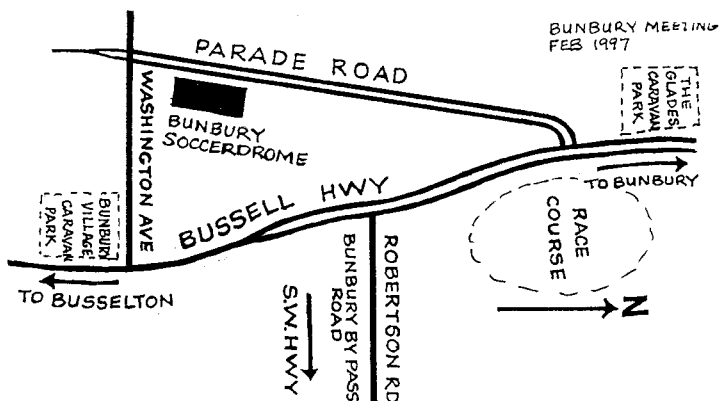 BUNBURY MEETING
FEB 1997
PARADE ROAD
THE
GLADES
CARAVAN
PARK
WASHINGTON AVE
BUNBURY
SOCCERDROME
TO BUNBURY
BUSSELL HWY
BUNBURY
VILLAGE
CARAVAN
PARK
RACE
COURSE
TO BUSSELTON
N
S.W. HWY
ROBERTSON RD
BUNBURY BY PASS
ROAD